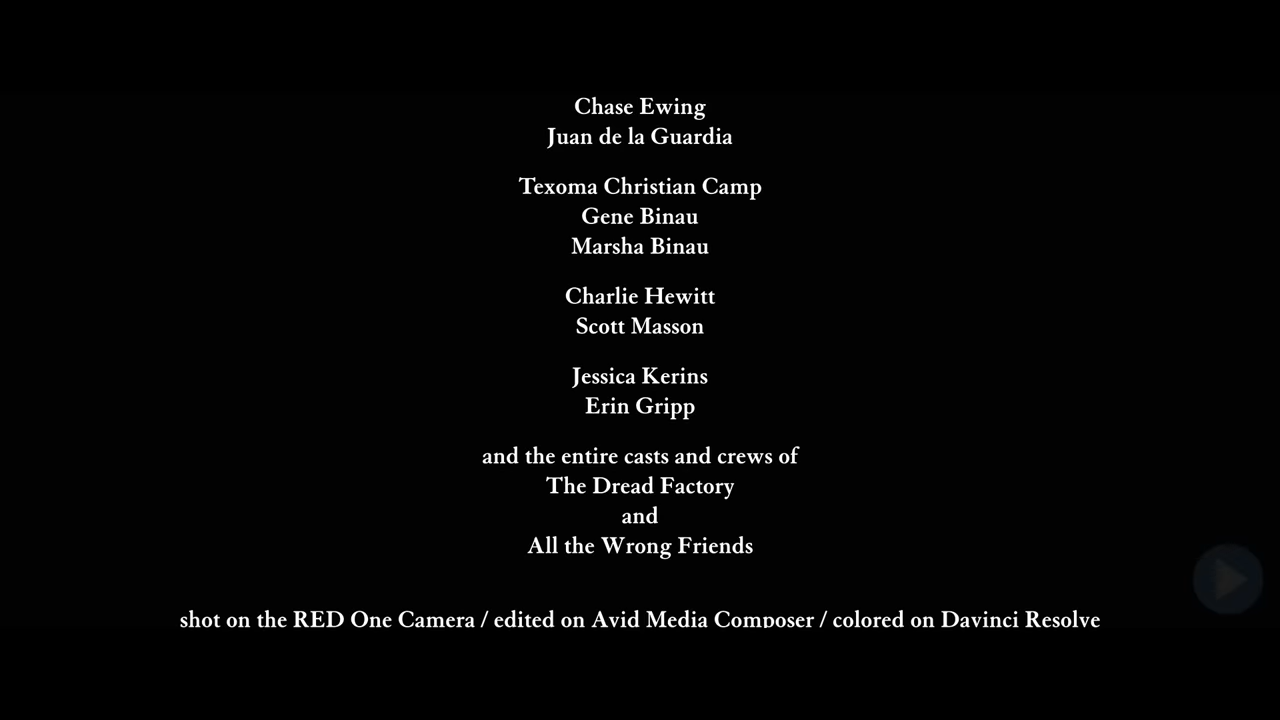 Chase Ewing
Juan de la Guardia
Texoma Christian Camp
Gene Binau
Marsha Binau
Charlie Hewitt
Scott Masson
Jessica Kerins
Erin Gripp
and the entire casts and crews of
The Dread Factory
and
All the Wrong Friends
shot on the RED One Camera / edited on Avid Media Composer / colored on Davinci Resolve